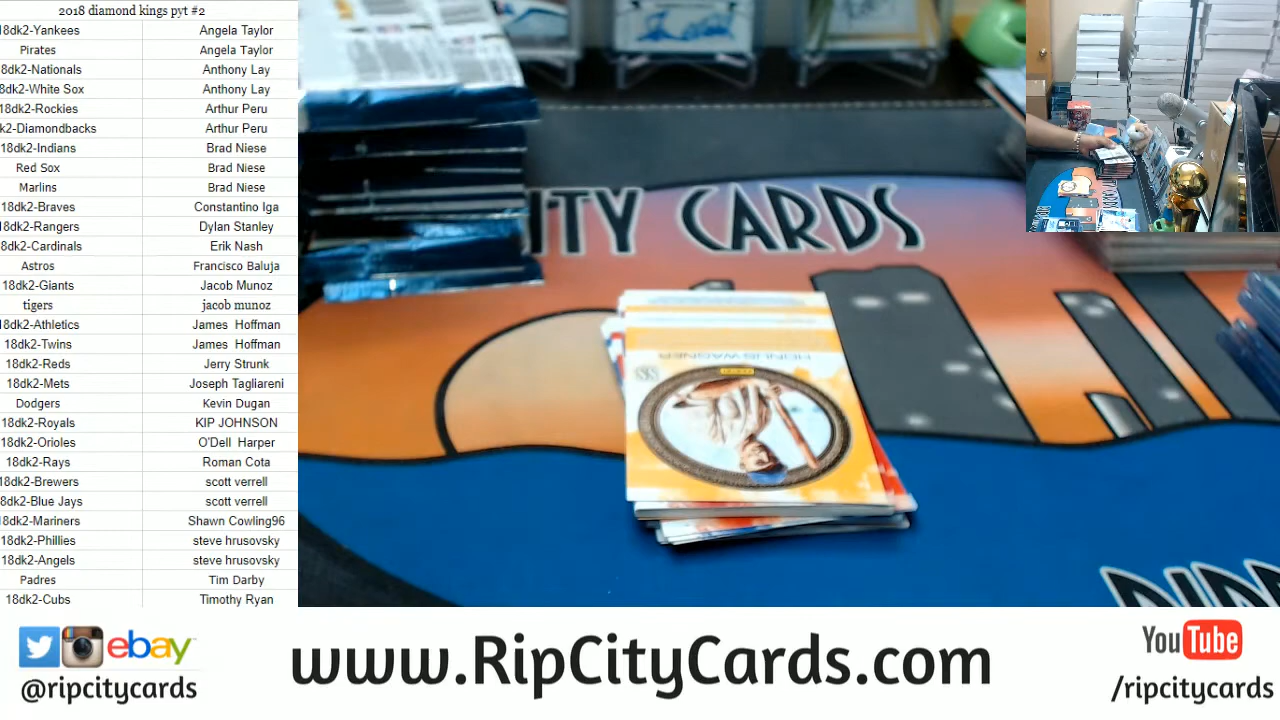 2018 diamond kings pyt #2
18dk2-Yankees Angela Taylor
Pirates Angela Taylor
18dk2-Nationals Anthony Lay
18dk2-White Sox Anthony Lay
18dk2-Rockies Arthur Peru
18dk2-Diamondbacks Arthur Peru
18dk2-Indians Brad Niese
Red Sox Brad Niese
Marlins Brad Niese
18dk2-Braves Constantino Iga
18dk2-Rangers Dylan Stanley
18dk2-Cardinals Erik Nash
Astros Francisco Baluja
18dk2-Giants Jacob Munoz
tigers jacob munoz
18dk2-Athletics James Hoffman
18dk2-Twins James Hoffman
18dk2-Reds Jerry Strunk
18dk2-Mets Joseph Tagliareni
Dodgers Kevin Dugan
18dk2-Royals KIP JOHNSON
18dk2-Orioles O'Dell Harper
18dk2-Rays Roman Cota
18dk2-Brewers scott verrell
18dk2-Blue Jays scott verrell
18dk2-Mariners Shawn Cowling96
18dk2-Phillies steve hrusovsky
18dk2-Angels steve hrusovsky
Padres Tim Darby
18dk2-Cubs Timothy Ryan
ITY CARDS
HONUS WAGNER
SS
ebay
@ripcitycards
www.RipCityCards.com
YouTube
/ripcitycards